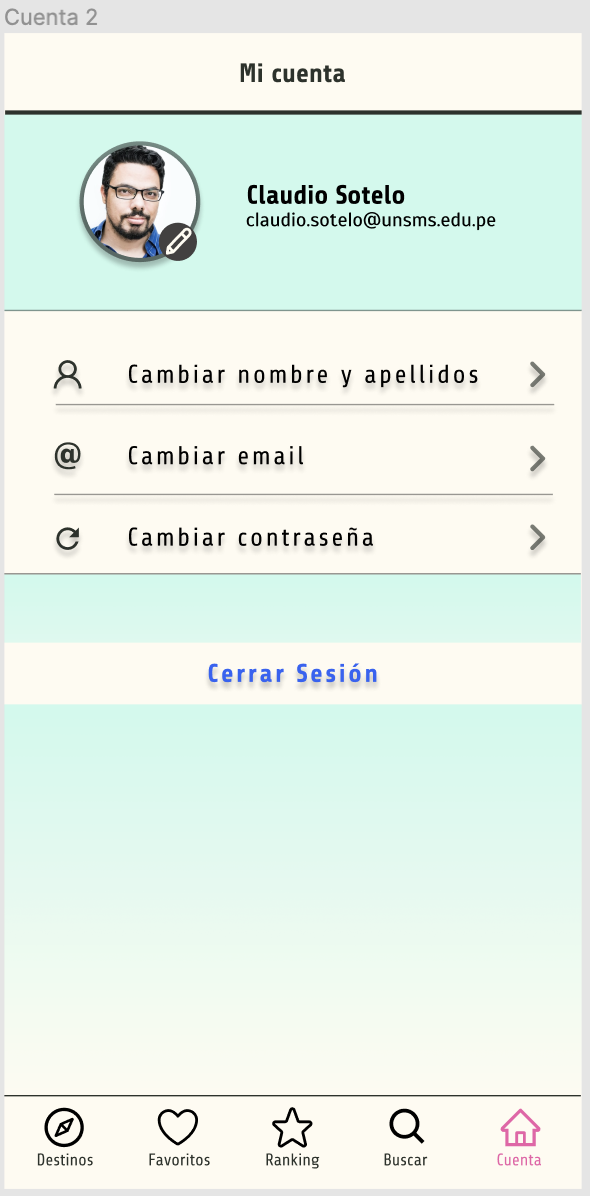 Cuenta 2
Mi cuenta
Claudio Sotelo
claudio.sotelo@unsms.edu.pe
Cambiar nombre y apellidos
@ Cambiar email
Cambiar contraseña
Cerrar Sesión
Destinos Favoritos Ranking Buscar Cuenta